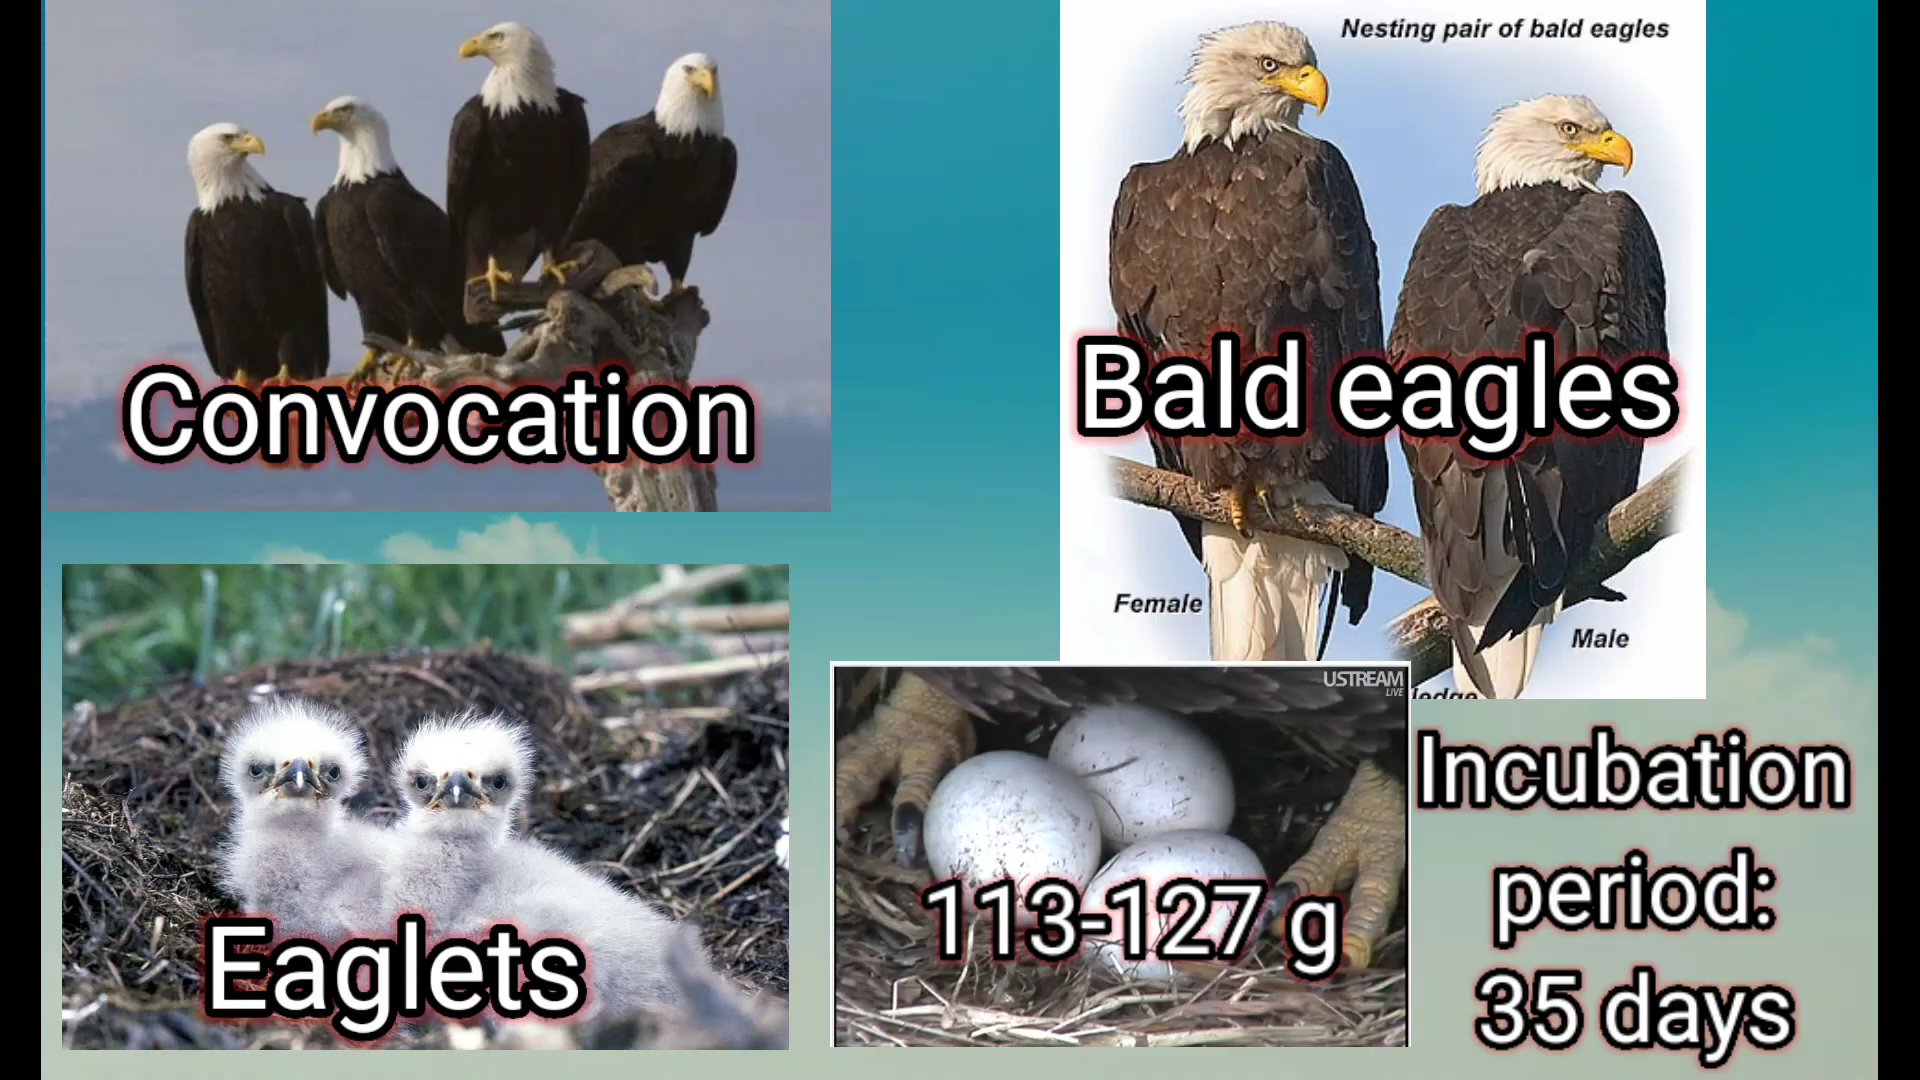 Nesting pair of bald eagles
Convocation
Bald eagles
Female
Male
Eaglets
USTREAM
LIVE
113-127 g
Incubation
period:
35 days